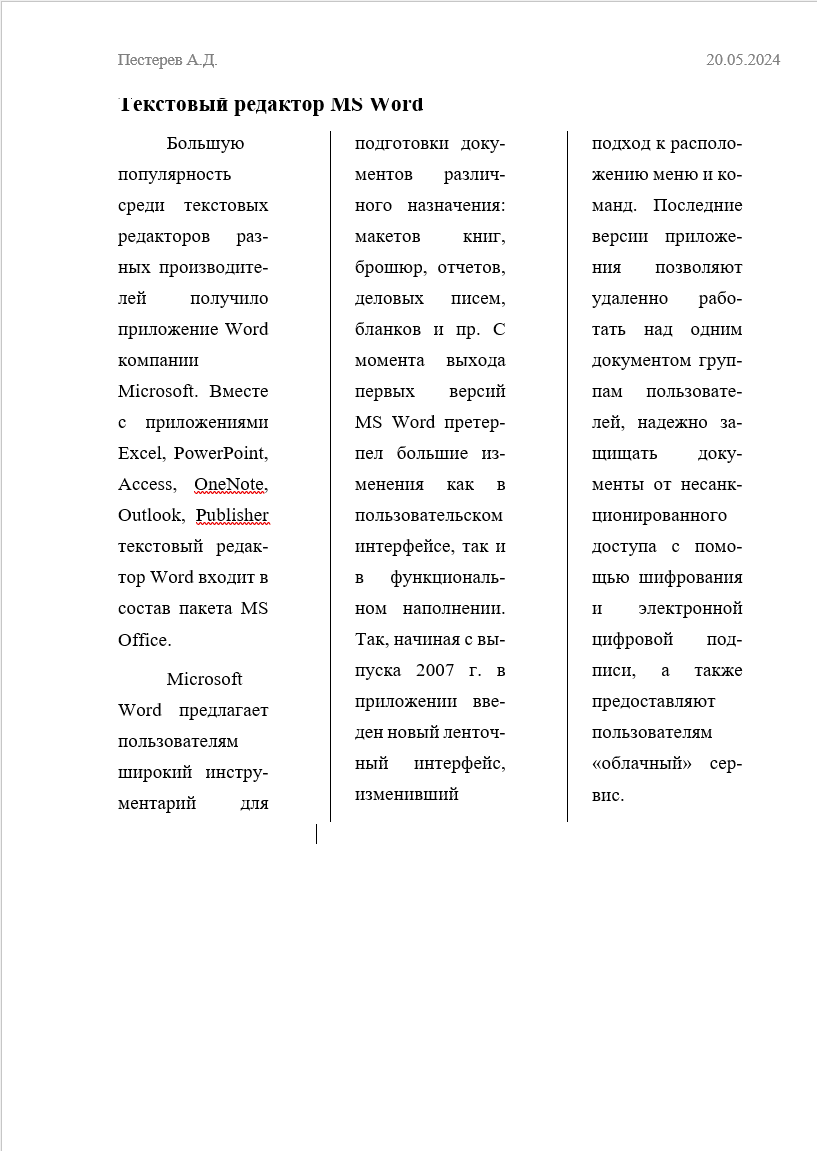 Пестерев А.Д. 20.05.2024
Текстовый редактор MS Word
Большую
популярность
среди текстовых
редакторов раз-
ных производите-
лей получило
приложение Word
компании
Microsoft. Вместе
с приложениями
Excel, PowerPoint,
Access, OneNote,
Outlook, Publisher
текстовый редак-
тор Word входит в
состав пакета MS
Office.
Microsoft
Word предлагает
пользователям
широкий инстру-
ментарий для
подготовки доку-
ментов различ-
ного назначения:
макетов книг,
брошюр, отчетов,
деловых писем,
бланков и пр. С
момента выхода
первых версий
MS Word претер-
пел большие из-
менения как в
пользовательском
интерфейсе, так и
в функциональ-
ном наполнении.
Так, начиная с вы-
пуска 2007 г. в
приложении вве-
ден новый ленточ-
ный интерфейс,
изменивший
подход к располо-
жению меню и ко-
манд. Последние
версии приложе-
ния позволяют
удаленно рабо-
тать над одним
документом груп-
пам пользовате-
лей, надежно за-
щищать доку-
менты от несанк-
ционированного
доступа с помо-
щью шифрования
и электронной
цифровой под-
писи, а также
предоставляют
пользователям
«облачный» сер-
вис.